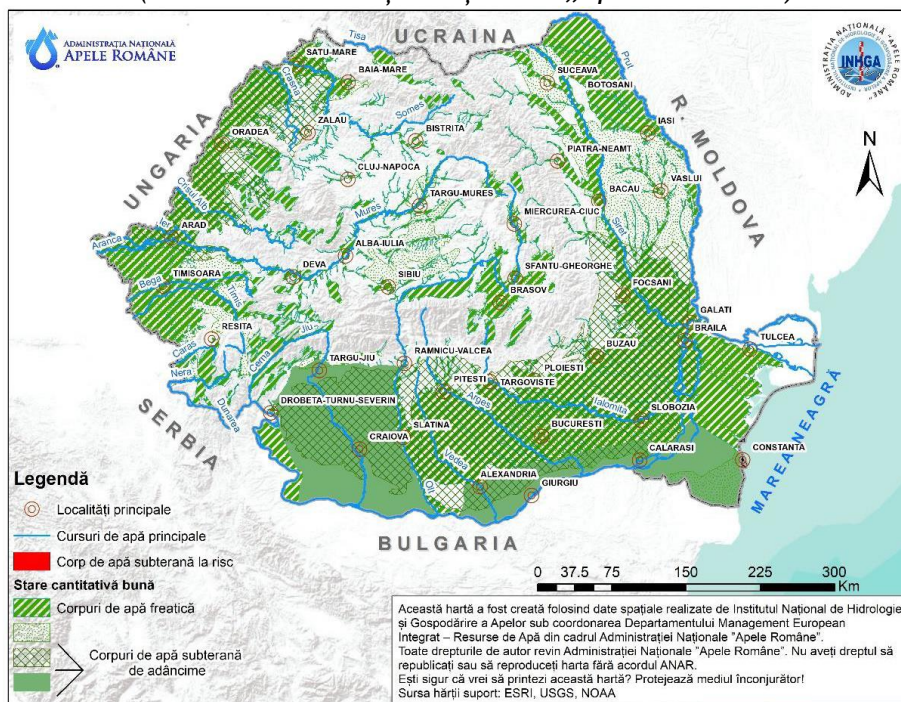 ADMINISTRAȚIA NAȚIONALĂ
APELE ROMÂNE
ADMINISTRAȚIA NAȚIONALĂ "APELE ROMÂNE"
INHGA
UCRAINA
R. MOLDOVA
UNGARIA
SERBIA
BULGARIA
MAREA NEAGRĂ
N
Tisa
Prut
SATU-MARE
BAIA-MARE
SUCEAVA
BOTOSANI
Crasna
Somes
ZALAU
ORADEA
BISTRITA
IASI
PIATRA-NEAMT
CLUJ-NAPOCA
TARGU-MURES
BACAU
VASLUI
Crisul Alb
Mures
MIERCUREA-CIUC
Siret
Ier
ARAD
Aranca
ALBA-IULIA
DEVA
SIBIU
SFANTU-GHEORGHE
BRASOV
FOCSANI
TIMISOARA
Bega
Timis
GALATI
BRAILA
TULCEA
RESITA
Caras
Jiu
Cerna
Nera
TARGU-JIU
RAMNICU-VALCEA
BUZAU
PLOIESTI
PITESTI
TARGOVISTE
Dunarea
DROBETA-TURNU-SEVERIN
Arges
Ialomita
SLOBOZIA
SLATINA
BUCURESTI
CRAIOVA
CALARASI
CONSTANTA
Vedea
ALEXANDRIA
GIURGIU
Olt
Legendă
Localități principale
Cursuri de apă principale
Corp de apă subterană la risc
Stare cantitativă bună
Corpuri de apă freatică
Corpuri de apă subterană
de adâncime
0 37.5 75 150 225 300
Km
Această hartă a fost creată folosind date spațiale realizate de Institutul Național de Hidrologie
și Gospodărire a Apelor sub coordonarea Departamentului Management European
Integrat – Resurse de Apă din cadrul Administrației Naționale "Apele Române".
Toate drepturile de autor revin Administrației Naționale "Apele Române". Nu aveți dreptul să
republicați sau să reproduceți harta fără acordul ANAR.
Ești sigur că vrei să printezi această hartă? Protejează mediul înconjurător!
Sursa hărții suport: ESRI, USGS, NOAA